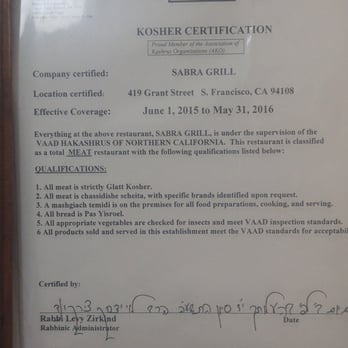 KOSHER CERTIFICATION
Proud Member of the Association of
Kashrus Organizations (AKO)
Company certified: SABRA GRILL
Location certified: 419 Grant Street S. Francisco, CA 94108
Effective Coverage: June 1, 2015 to May 31, 2016
Everything at the above restaurant, SABRA GRILL, is under the supervision of the
VAAD HAKASHRUS OF NORTHERN CALIFORNIA. This restaurant is classified
as a total MEAT restaurant with the following qualifications listed below:
QUALIFICATIONS:
1. All meat is strictly Glatt Kosher.
2. All meat is chassidishe scheita, with specific brands identified upon request.
3. A mashgiach temidi is on the premises for all food preparations, cooking, and serving.
4. All bread is Pas Yisroel.
5. All appropriate vegetables are checked for insects and meet VAAD inspection standards.
6 All products sold and served in this establishment meet the VAAD standards for acceptabil
Certified by:
Rabbi Levy Zirkind
Rabbinic Administrator
Date